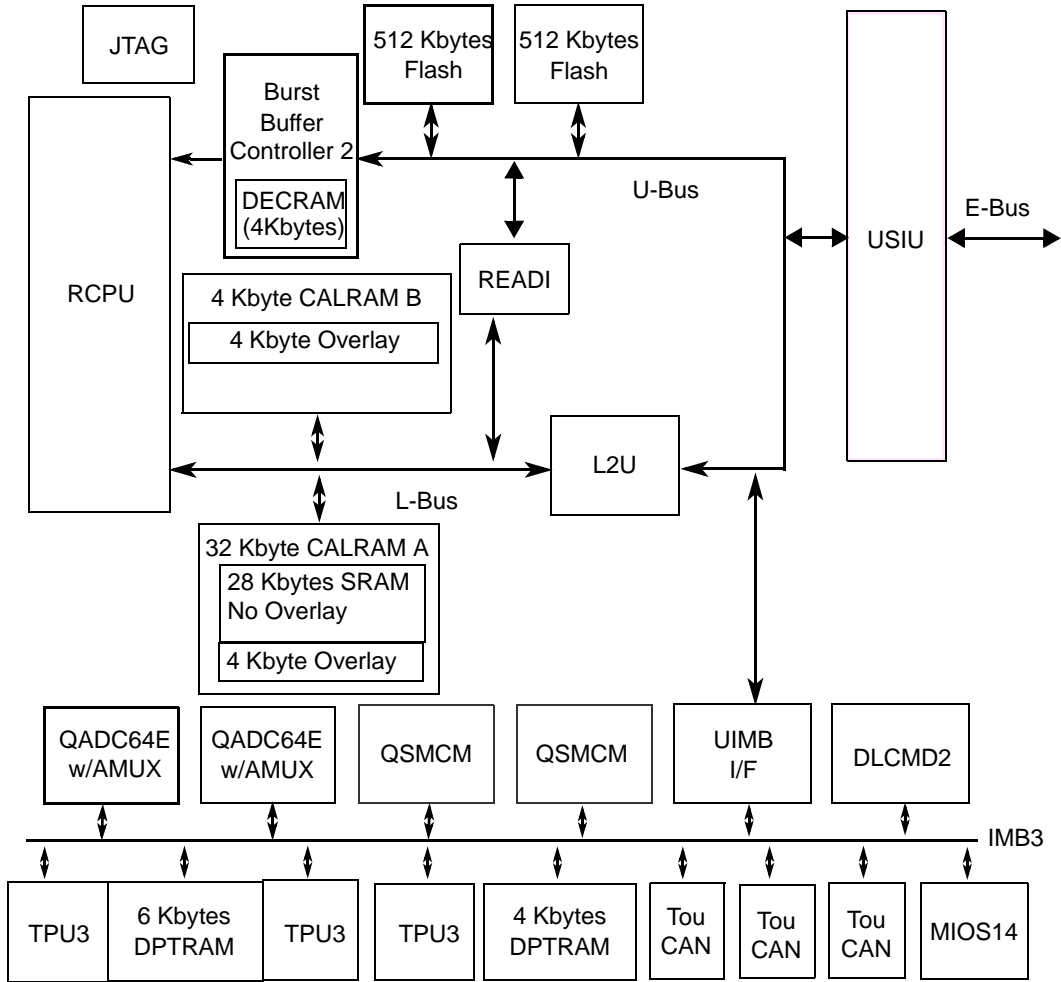 JTAG
512 Kbytes
Flash
512 Kbytes
Flash
Burst
Buffer
Controller 2
DECRAM
(4Kbytes)
U-Bus
E-Bus
USIU
RCPU
READI
4 Kbyte CALRAM B
4 Kbyte Overlay
L2U
L-Bus
32 Kbyte CALRAM A
28 Kbytes SRAM
No Overlay
4 Kbyte Overlay
QADC64E
w/AMUX
QADC64E
w/AMUX
QSMCM
QSMCM
UIMB
I/F
DLCMD2
IMB3
TPU3
6 Kbytes
DPTRAM
TPU3
TPU3
4 Kbytes
DPTRAM
Tou
CAN
Tou
CAN
Tou
CAN
MIOS14